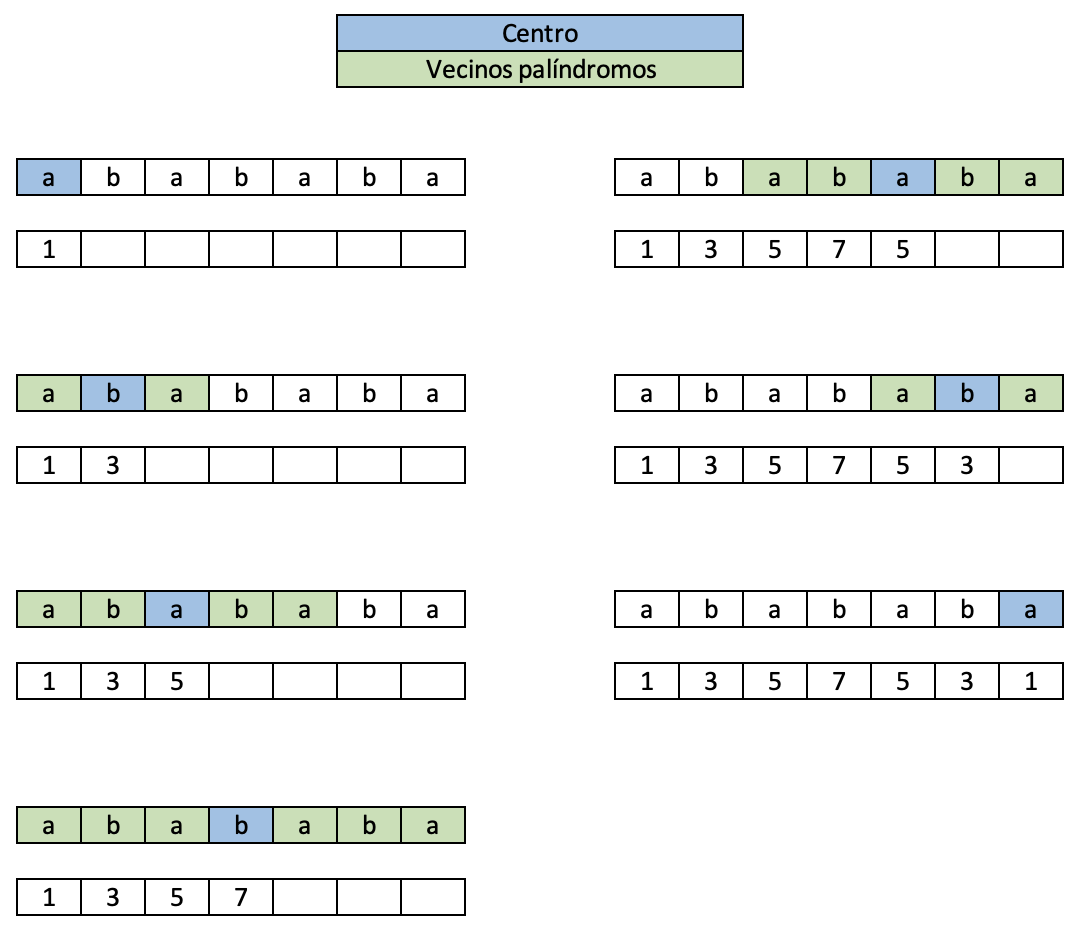 Centro
Vecinos palíndromos
a b a b a b a
1
a b a b a b a
1 3
a b a b a b a
1 3 5
a b a b a b a
1 3 5 7
a b a b a b a
1 3 5 7 5
a b a b a b a
1 3 5 7 5 3
a b a b a b a
1 3 5 7 5 3 1